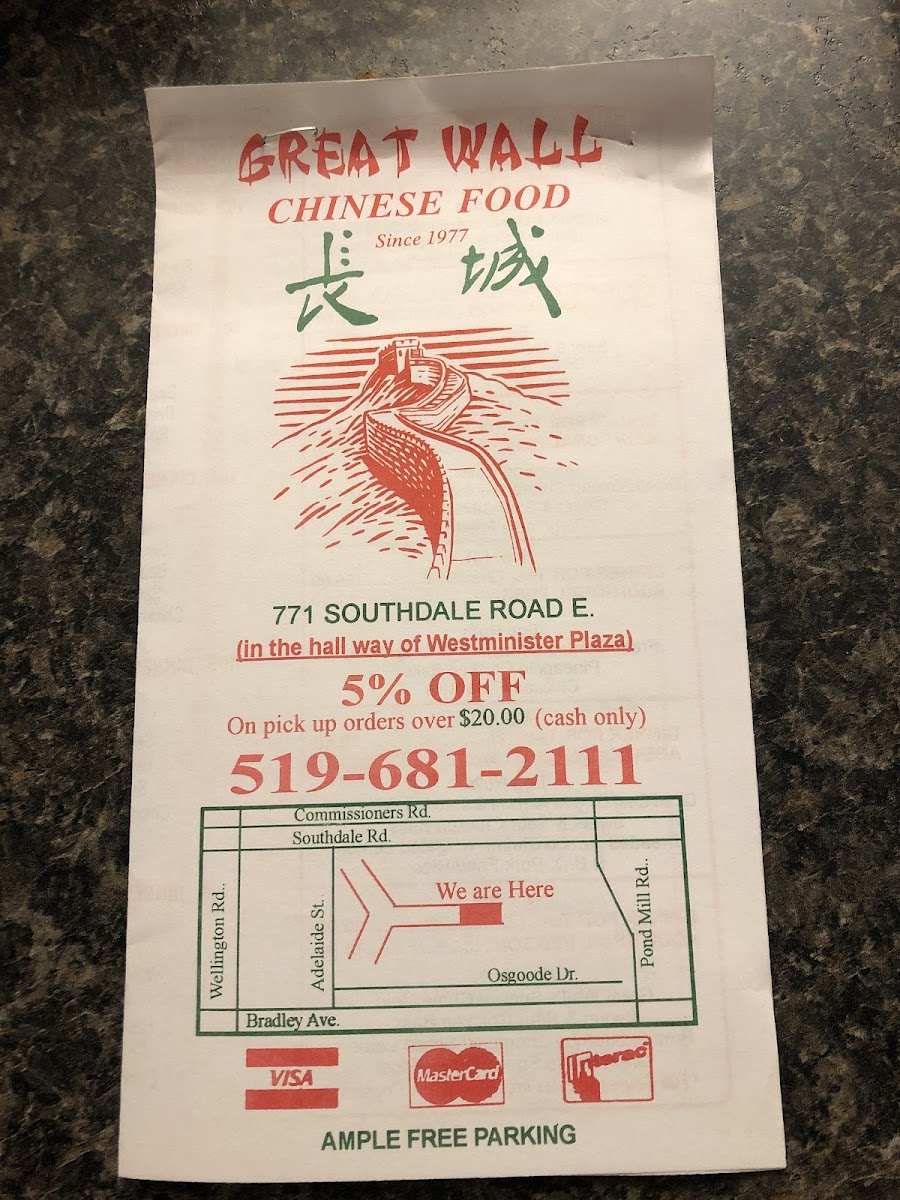 GREAT WALL
CHINESE FOOD
Since 1977
長城
771 SOUTHDALE ROAD E.
(in the hall way of Westminister Plaza)
5% OFF
On pick up orders over $20.00 (cash only)
519-681-2111
Commissioners Rd.
Southdale Rd.
Wellington Rd..
Adelaide St.
We are Here
Pond Mill Rd..
Osgoode Dr.
Bradley Ave.
VISA
MasterCard
Interac
AMPLE FREE PARKING